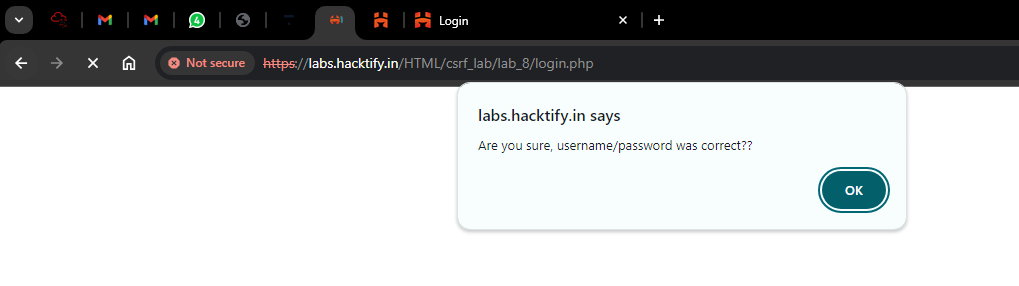 4
Login
Not secure https://labs.hacktify.in/HTML/csrf_lab/lab_8/login.php
labs.hacktify.in says
Are you sure, username/password was correct??
OK